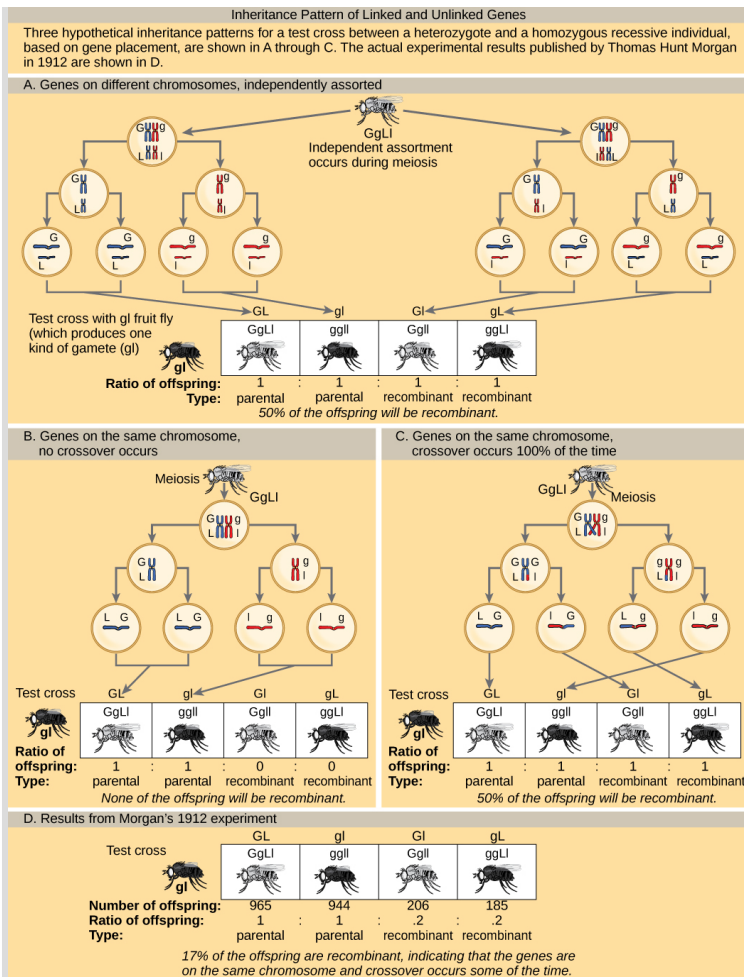 Inheritance Pattern of Linked and Unlinked Genes
Three hypothetical inheritance patterns for a test cross between a heterozygote and a homozygous recessive individual,
based on gene placement, are shown in A through C. The actual experimental results published by Thomas Hunt Morgan
in 1912 are shown in D.
A. Genes on different chromosomes, independently assorted
GgLl
Independent assortment
occurs during meiosis
G g
L l
G g
l L
G
L
g
l
G
l
g
L
G
L
G
L
g
l
g
l
G
l
G
l
g
L
g
L
Test cross with gl fruit fly
(which produces one
kind of gamete (gl)
GL gl Gl gL
GgLl ggll Ggll ggLl
gl
Ratio of offspring: 1 : 1 : 1 : 1
Type: parental parental recombinant recombinant
50% of the offspring will be recombinant.
B. Genes on the same chromosome,
no crossover occurs
Meiosis
GgLl
G g
L l
G
L
g
l
L G
L G
l g
l g
Test cross
GL gl Gl gL
GgLl ggll Ggll ggLl
gl
Ratio of
offspring: 1 : 1 : 0 : 0
Type: parental parental recombinant recombinant
None of the offspring will be recombinant.
C. Genes on the same chromosome,
crossover occurs 100% of the time
GgLl
Meiosis
G g
L l
G G
L l
g g
L l
L G
l G
L g
l g
Test cross
GL gl Gl gL
GgLl ggll Ggll ggLl
gl
Ratio of
offspring: 1 : 1 : 1 : 1
Type: parental parental recombinant recombinant
50% of the offspring will be recombinant.
D. Results from Morgan's 1912 experiment
Test cross
GL gl Gl gL
GgLl ggll Ggll ggLl
gl
Number of offspring: 965 944 206 185
Ratio of offspring: 1 : 1 : .2 : .2
Type: parental parental recombinant recombinant
17% of the offspring are recombinant, indicating that the genes are
on the same chromosome and crossover occurs some of the time.